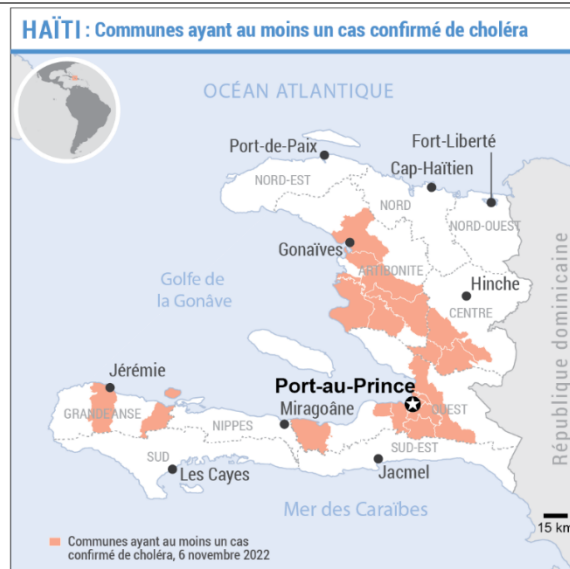 HAÏTI : Communes ayant au moins un cas confirmé de choléra
OCÉAN ATLANTIQUE
Port-de-Paix
Fort-Liberté
Cap-Haïtien
NORD-EST
NORD
NORD-OUEST
Gonaïves
ARTIBONITE
Golfe de
la Gonâve
Hinche
CENTRE
République dominicaine
Port-au-Prince
Jérémie
Miragoâne
OUEST
GRANDE'ANSE
NIPPES
SUD-EST
SUD
Les Cayes
Jacmel
Mer des Caraïbes
15 km
Communes ayant au moins un cas
confirmé de choléra, 6 novembre 2022